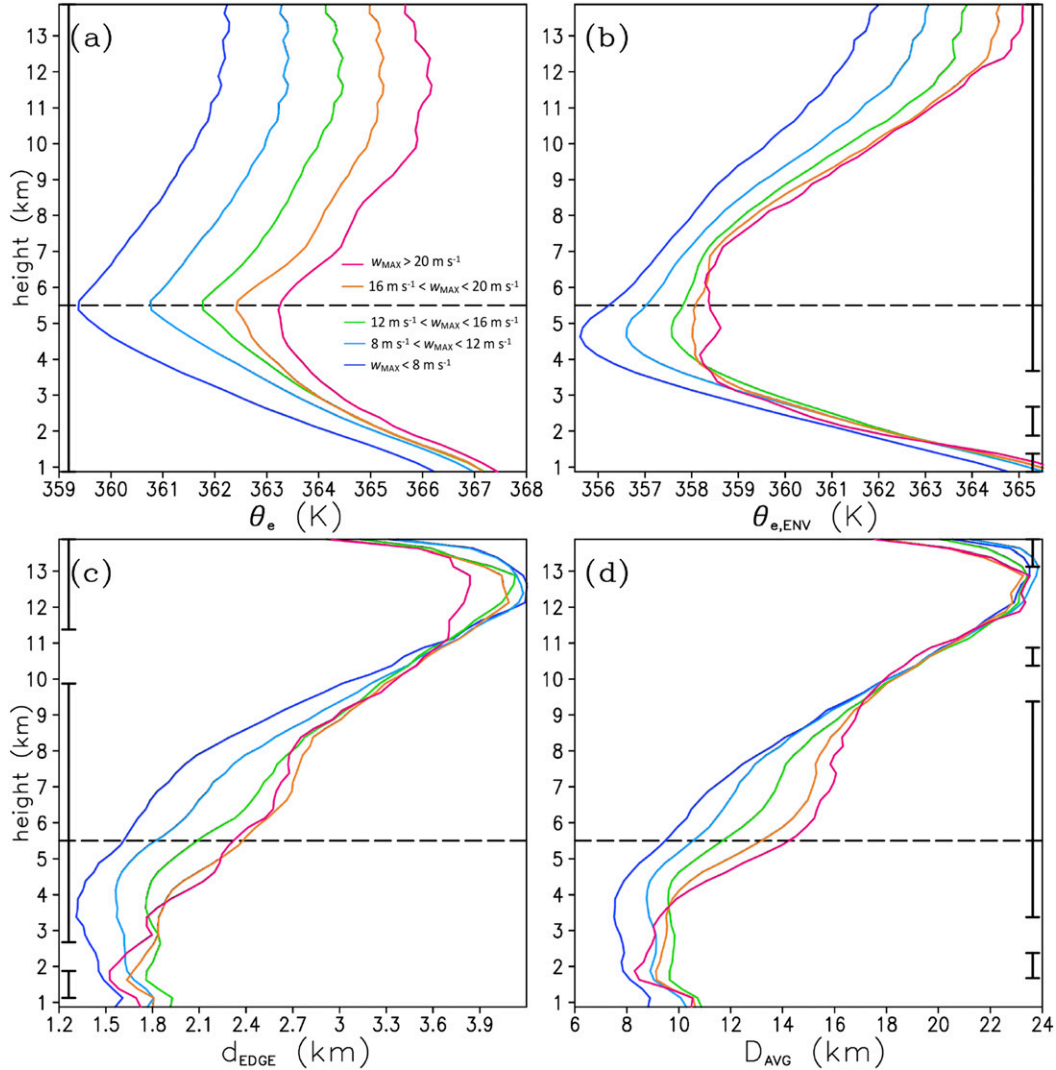 (a)
(b)
height (km)
13
12
11
10
9
8
7
6
5
4
3
2
1
w_MAX > 20 m s⁻¹
16 m s⁻¹ < w_MAX < 20 m s⁻¹
12 m s⁻¹ < w_MAX < 16 m s⁻¹
8 m s⁻¹ < w_MAX < 12 m s⁻¹
w_MAX < 8 m s⁻¹
359 360 361 362 363 364 365 366 367 368
θe (K)
13
12
11
10
9
8
7
6
5
4
3
2
1
356 357 358 359 360 361 362 363 364 365
θe,ENV (K)
(c)
(d)
height (km)
13
12
11
10
9
8
7
6
5
4
3
2
1
1.2 1.5 1.8 2.1 2.4 2.7 3 3.3 3.6 3.9
dEDGE (km)
13
12
11
10
9
8
7
6
5
4
3
2
1
6 8 10 12 14 16 18 20 22 24
DAVG (km)